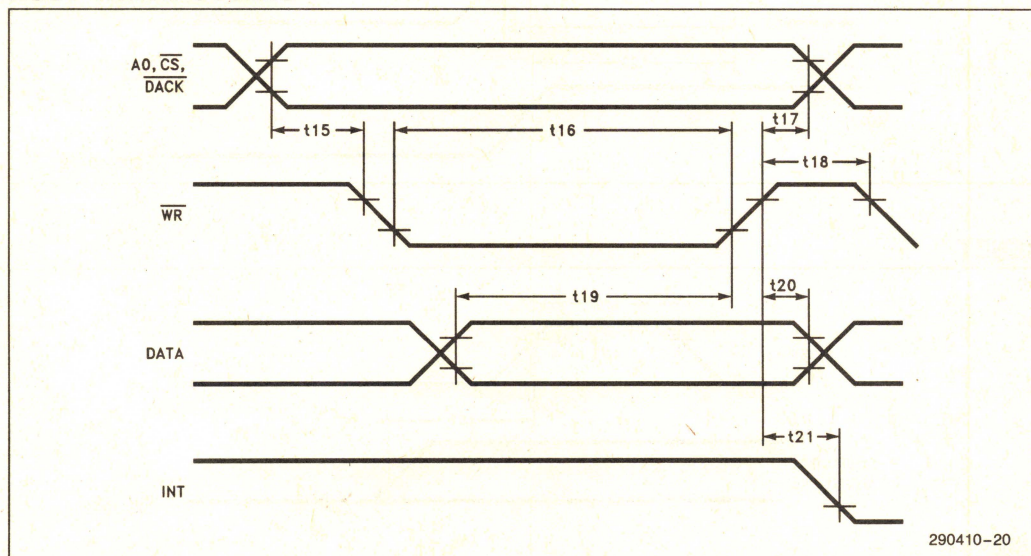 A0, CS,
DACK
t15
t16
t17
t18
WR
t19
t20
DATA
t21
INT
290410-20